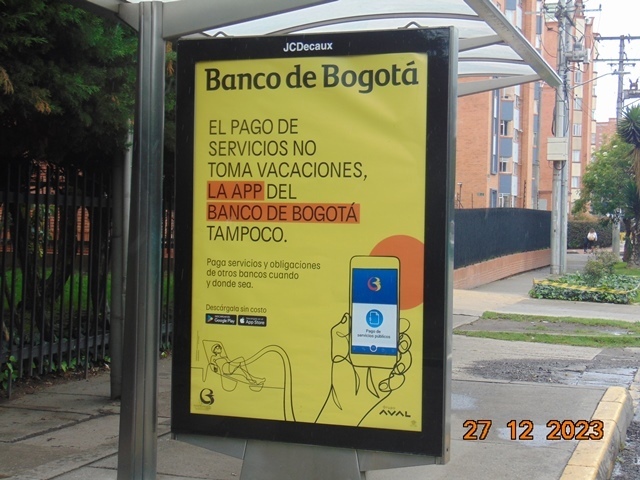 JCDecaux
Banco de Bogotá
EL PAGO DE
SERVICIOS NO
TOMA VACACIONES,
LA APP DEL
BANCO DE BOGOTÁ
TAMPOCO.
Paga servicios y obligaciones
de otros bancos cuando
y donde sea.
Descárgala sin costo
Google Play
App Store
Pago de
servicios públicos
AVAL
27 12 2023